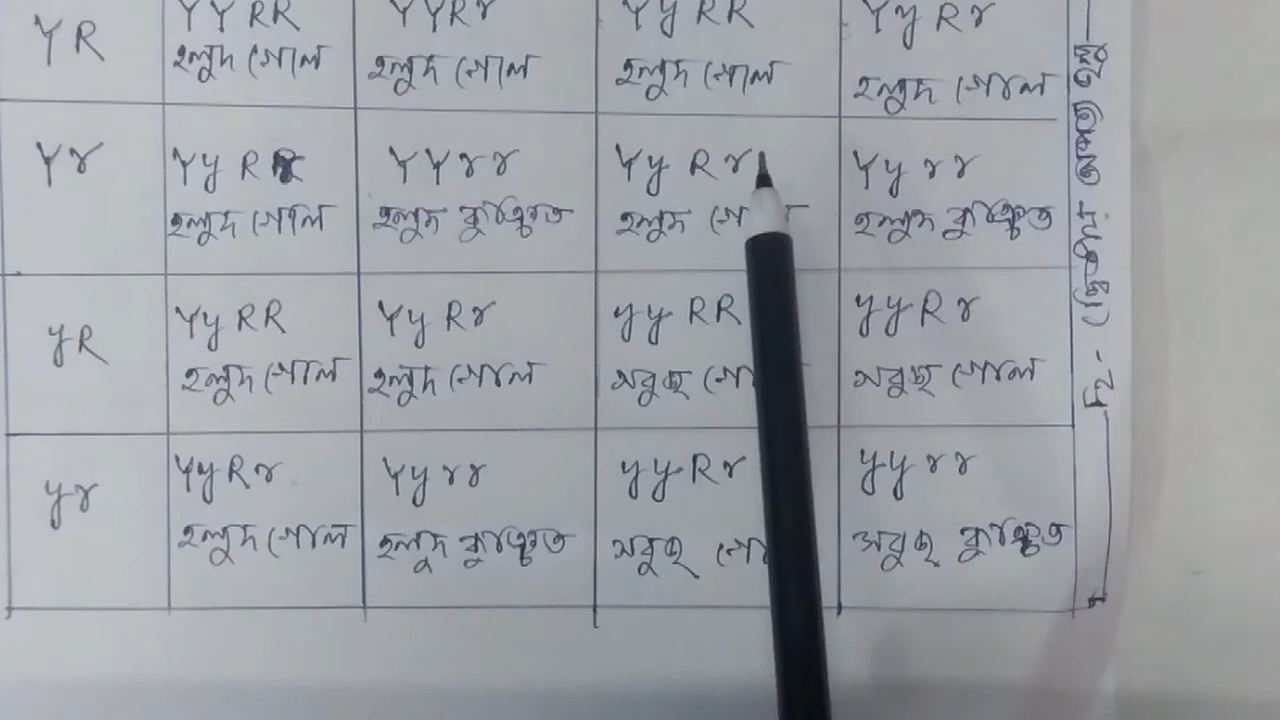 YR YYRR YYRr YyRR YyRr
হলুদ গোল হলুদ গোল হলুদ গোল হলুদ গোল
Yr YyRR YYrr YyRr Yyrr
হলুদ গোল হলুদ কুঞ্চিত হলুদ হলুদ কুঞ্চিত
yR YyRR YyRr yyRR yyRr
হলুদ গোল হলুদ গোল সবুজ সবুজ গোল
yr YyRr Yyrr yyRr yyrr
হলুদ গোল হলুদ কুঞ্চিত সবুজ সবুজ কুঞ্চিত